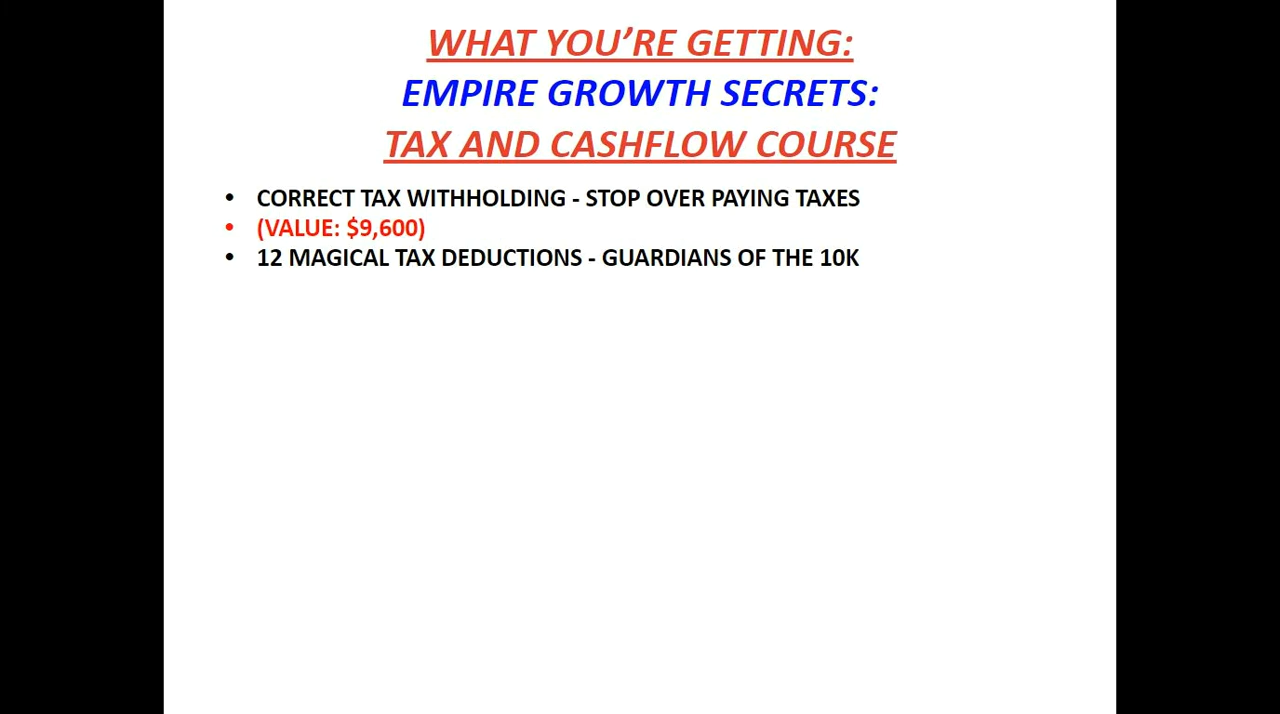 WHAT YOU’RE GETTING:
EMPIRE GROWTH SECRETS:
TAX AND CASHFLOW COURSE
• CORRECT TAX WITHHOLDING - STOP OVER PAYING TAXES
• (VALUE: $9,600)
• 12 MAGICAL TAX DEDUCTIONS - GUARDIANS OF THE 10K